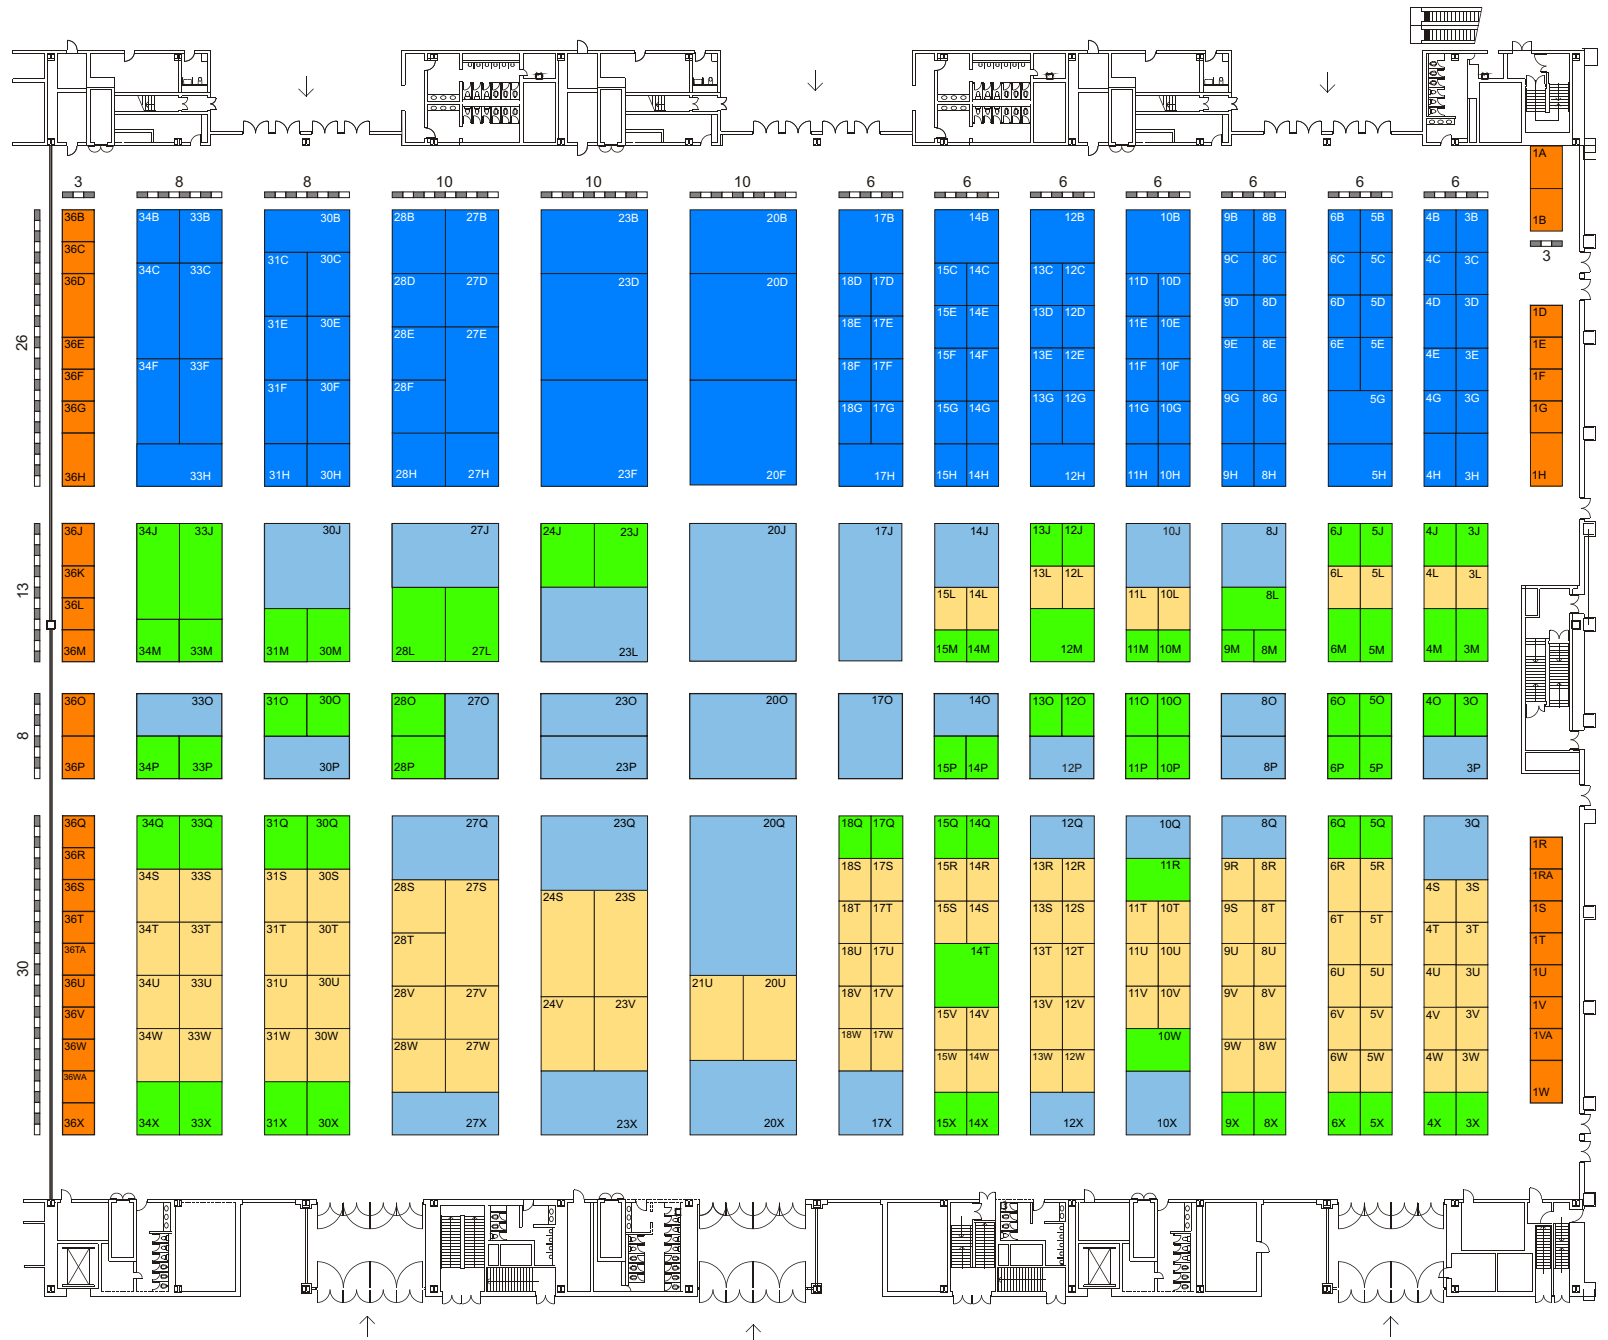 1A
3 8 8 10 10 10 6 6 6 6 6 6 6
1B
36B 34B 33B 30B 28B 27B 23B 20B 17B 14B 12B 10B 9B 8B 6B 5B 4B 3B
3
36C 34C 33C 31C 30C 15C 14C 13C 12C 9C 8C 6C 5C 4C 3C
36D 28D 27D 23D 20D 18D 17D 11D 10D
9D 8D 6D 5D 4D 3D
15E 14E 13D 12D 1D
31E 30E 28E 27E 18E 17E 11E 10E
26
36E 9E 8E 6E 5E 1E
15F 14F 13E 12E 4E 3E
36F 34F 33F 18F 17F 11F 10F 1F
31F 30F 28F
36G 18G 17G 15G 14G 13G 12G 11G 10G 9G 8G 5G 4G 3G 1G
36H 33H 31H 30H 28H 27H 23F 20F 17H 15H 14H 12H 11H 10H 9H 8H 5H 4H 3H 1H
36J 34J 33J 30J 27J 24J 23J 20J 17J 14J 13J 12J 10J 8J 6J 5J 4J 3J
36K 13L 12L 6L 5L 4L 3L
13
36L 15L 14L 11L 10L 8L
36M 34M 33M 31M 30M 28L 27L 23L 15M 14M 12M 11M 10M 9M 8M 6M 5M 4M 3M
36O 33O 31O 30O 28O 27O 23O 20O 17O 14O 13O 12O 11O 10O 8O 6O 5O 4O 3O
8
36P 34P 33P 30P 28P 23P 15P 14P 12P 11P 10P 8P 6P 5P 3P
36Q 34Q 33Q 31Q 30Q 27Q 23Q 20Q 18Q 17Q 15Q 14Q 12Q 10Q 8Q 6Q 5Q 3Q
1R
36R 18S 17S 15R 14R 13R 12R 11R 9R 8R 6R 5R
36S 34S 33S 31S 30S 28S 27S 4S 3S 1RA
24S 23S
36T 18T 17T 15S 14S 13S 12S 11T 10T 9S 8T 6T 5T 1S
34T 33T 31T 30T 28T 4T 3T 1T
36TA 18U 17U 14T 13T 12T 11U 10U 9U 8U
30
36U 34U 33U 31U 30U 21U 20U 6U 5U 4U 3U 1U
28V 27V 18V 17V 11V 10V 9V 8V
24V 23V 13V 12V 1V
36V 15V 14V 6V 5V 4V 3V
36W 34W 33W 31W 30W 28W 27W 18W 17W 9W 8W 1VA
15W 14W 13W 12W 6W 5W 4W 3W
36WA
1W
36X 34X 33X 31X 30X 27X 23X 20X 17X 15X 14X 12X 10X 9X 8X 6X 5X 4X 3X